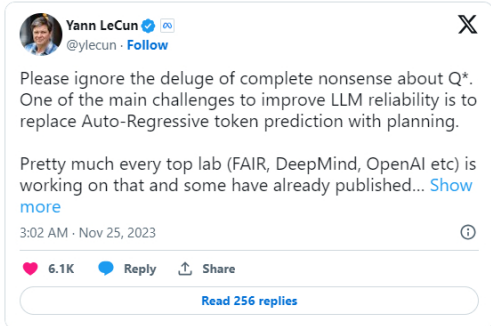 Yann LeCun
@ylecun · Follow
Please ignore the deluge of complete nonsense about Q*.
One of the main challenges to improve LLM reliability is to
replace Auto-Regressive token prediction with planning.
Pretty much every top lab (FAIR, DeepMind, OpenAI etc) is
working on that and some have already published... Show
more
3:02 AM · Nov 25, 2023
6.1K Reply Share
Read 256 replies